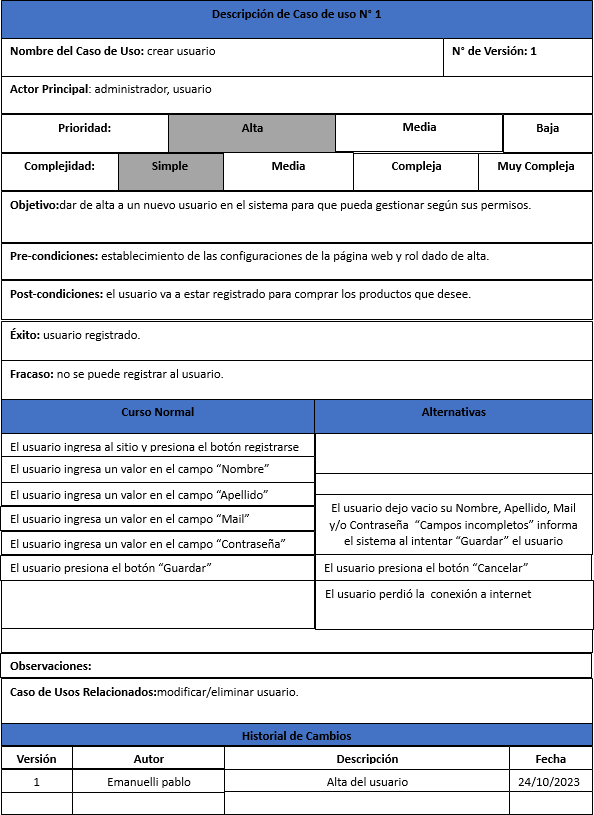 Descripción de Caso de uso N° 1
Nombre del Caso de Uso: crear usuario
N° de Versión: 1
Actor Principal: administrador, usuario
Prioridad:
Alta
Media
Baja
Complejidad:
Simple
Media
Compleja
Muy Compleja
Objetivo:dar de alta a un nuevo usuario en el sistema para que pueda gestionar según sus permisos.
Pre-condiciones: establecimiento de las configuraciones de la página web y rol dado de alta.
Post-condiciones: el usuario va a estar registrado para comprar los productos que desee.
Éxito: usuario registrado.
Fracaso: no se puede registrar al usuario.
Curso Normal
Alternativas
El usuario ingresa al sitio y presiona el botón registrarse
El usuario ingresa un valor en el campo “Nombre”
El usuario ingresa un valor en el campo “Apellido”
El usuario ingresa un valor en el campo “Mail”
El usuario ingresa un valor en el campo “Contraseña”
El usuario dejo vacio su Nombre, Apellido, Mail
y/o Contraseña “Campos incompletos” informa
el sistema al intentar “Guardar” el usuario
El usuario presiona el botón “Guardar”
El usuario presiona el botón “Cancelar”
El usuario perdió la conexión a internet
Observaciones:
Caso de Usos Relacionados:modificar/eliminar usuario.
Historial de Cambios
Versión
Autor
Descripción
Fecha
1
Emanuelli pablo
Alta del usuario
24/10/2023